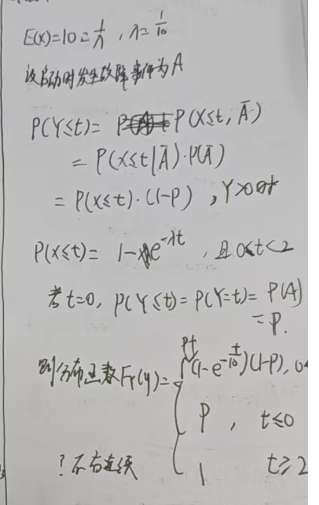 E(x)=10=1/λ , λ=1/10
设启动时发生故障事件为A
P(Y≤t)= P(X≤t, Ā)
= P(X≤t|Ā)·P(Ā)
= P(X≤t)·(1-P) , Y>0时
P(X≤t)= 1-e^{-λt} , 且0<t<2
若t=0, P(Y≤t)=P(Y=t)= P(A)
=P.
则分布函数F_Y(y)= { P+(1-e^{-t/10})(1-P), 0<
P , t≤0
1 t≥2
? 不右连续